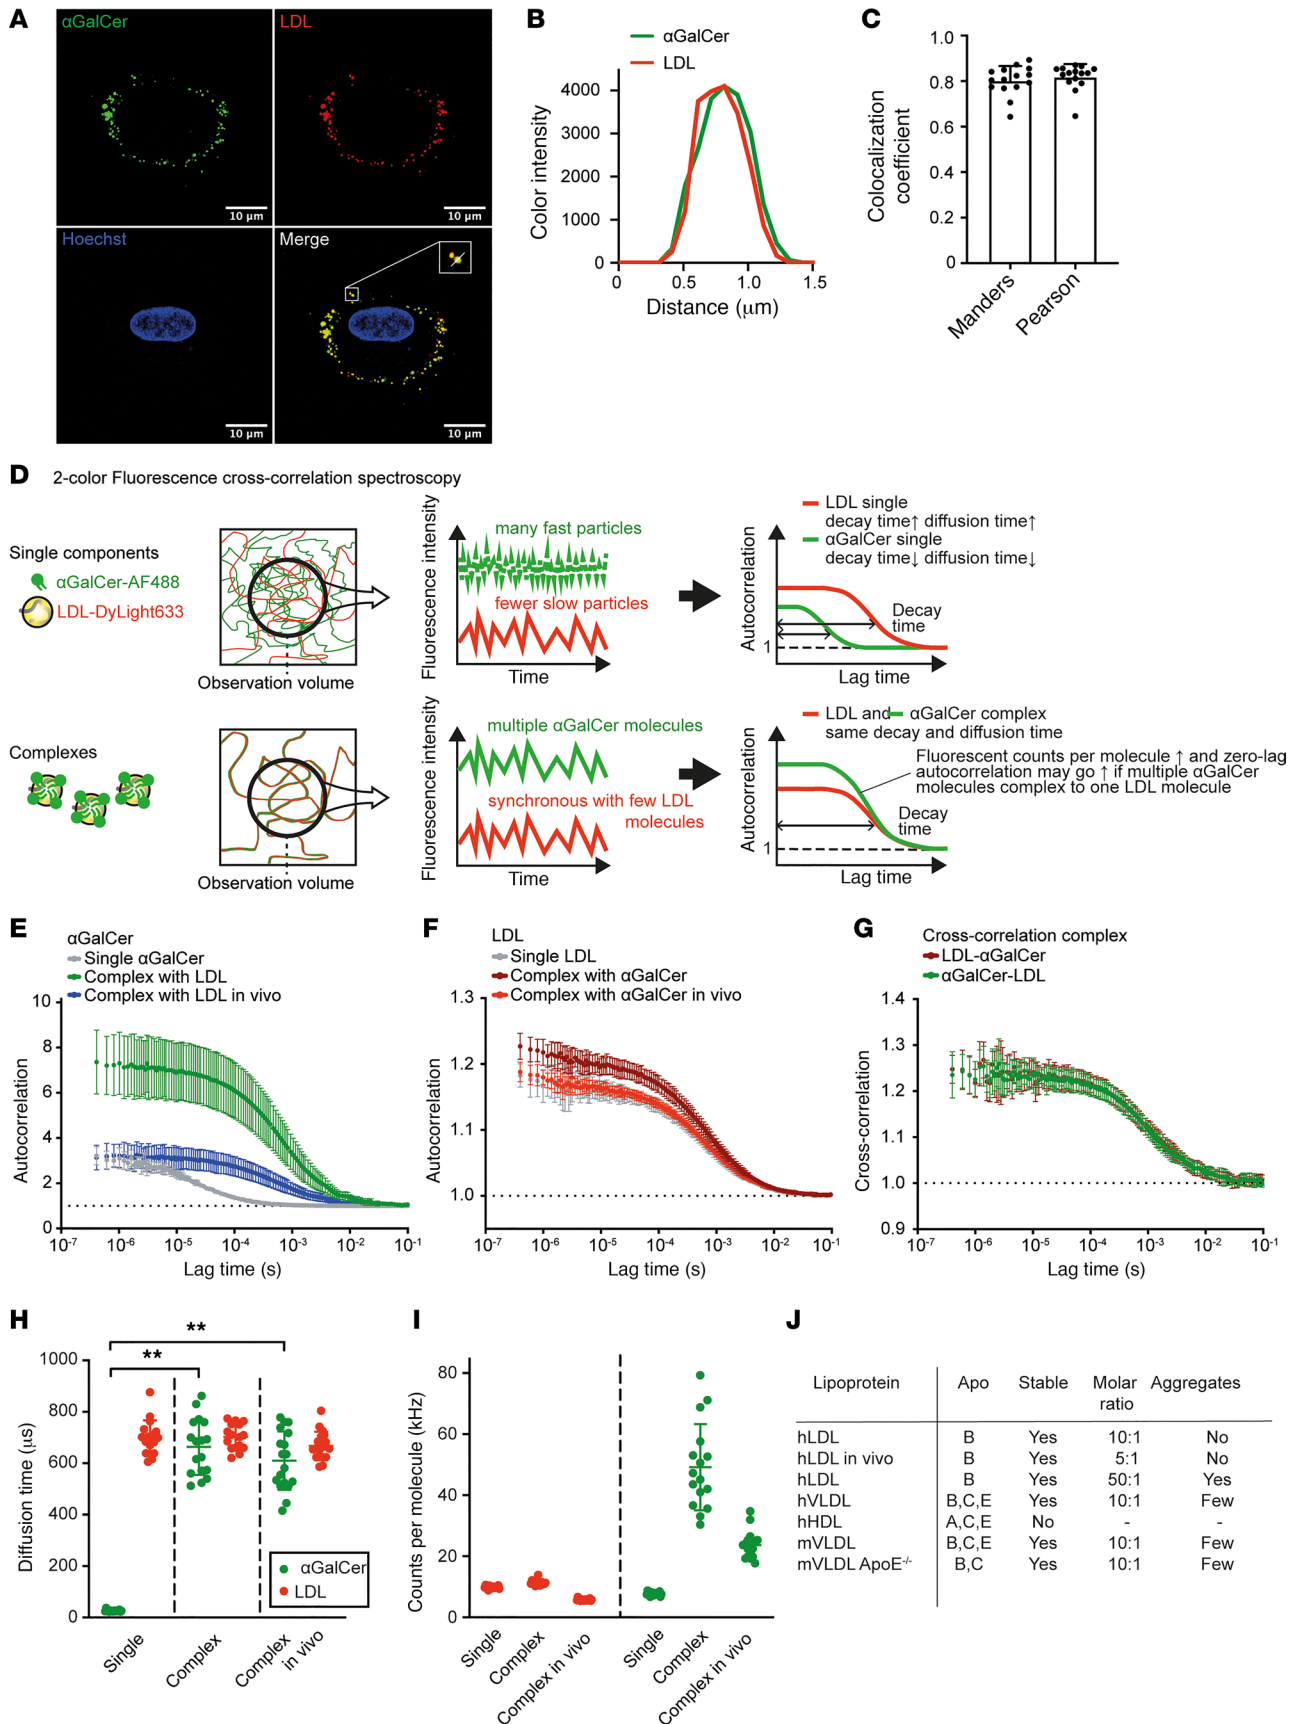 A
αGalCer
LDL
10 μm
10 μm
Hoechst
Merge
10 μm
10 μm
B
αGalCer
LDL
Color intensity
4000
3000
2000
1000
0
0
0.5
1.0
1.5
Distance (μm)
C
Colocalization
coefficient
1.0
0.8
0.6
0.4
0.2
0
Manders
Pearson
D
2-color Fluorescence cross-correlation spectroscopy
Single components
αGalCer-AF488
LDL-DyLight633
Observation volume
Fluorescence intensity
many fast particles
fewer slow particles
Time
LDL single
decay time↑ diffusion time↑
αGalCer single
decay time↓ diffusion time↓
Autocorrelation
Decay
time
1
Lag time
Complexes
Observation volume
Fluorescence intensity
multiple αGalCer molecules
synchronous with few LDL
molecules
Time
LDL and αGalCer complex
same decay and diffusion time
Fluorescent counts per molecule ↑ and zero-lag
autocorrelation may go ↑ if multiple αGalCer
molecules complex to one LDL molecule
Autocorrelation
Decay
time
1
Lag time
E
αGalCer
Single αGalCer
Complex with LDL
Complex with LDL in vivo
Autocorrelation
10
8
6
4
2
0
10-7
10-6
10-5
10-4
10-3
10-2
10-1
Lag time (s)
F
LDL
Single LDL
Complex with αGalCer
Complex with αGalCer in vivo
Autocorrelation
1.3
1.2
1.1
1.0
10-7
10-6
10-5
10-4
10-3
10-2
10-1
Lag time (s)
G
Cross-correlation complex
LDL-αGalCer
αGalCer-LDL
Cross-correlation
1.4
1.3
1.2
1.1
1.0
0.9
10-7
10-6
10-5
10-4
10-3
10-2
10-1
Lag time (s)
H
**
**
Diffusion time (μs)
1000
800
600
400
200
0
αGalCer
LDL
Single
Complex
Complex
in vivo
I
Counts per molecule (kHz)
80
60
40
20
0
Single
Complex
Complex in vivo
Single
Complex
Complex in vivo
J
Lipoprotein Apo Stable Molar ratio Aggregates
hLDL B Yes 10:1 No
hLDL in vivo B Yes 5:1 No
hLDL B Yes 50:1 Yes
hVLDL B,C,E Yes 10:1 Few
hHDL A,C,E No - -
mVLDL B,C,E Yes 10:1 Few
mVLDL ApoE-/- B,C Yes 10:1 Few